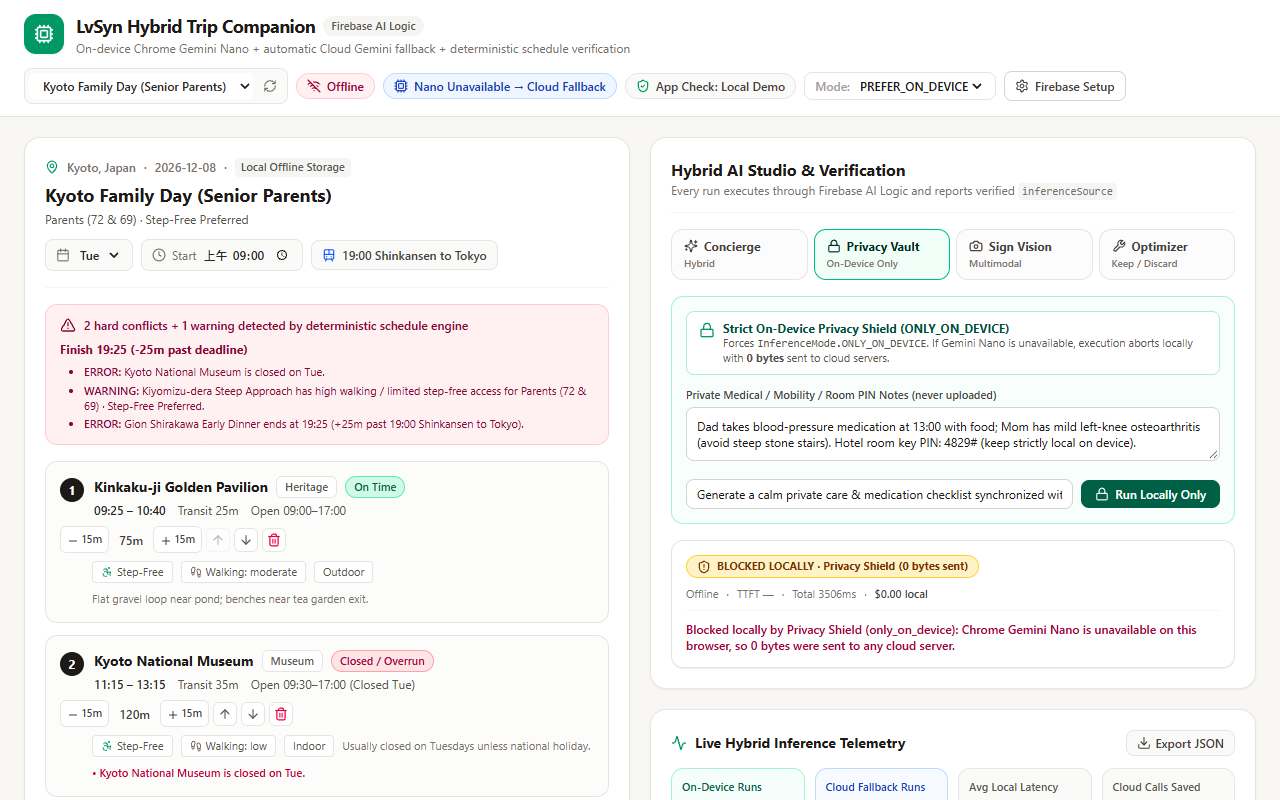 LvSyn Hybrid Trip Companion
Firebase AI Logic
On-device Chrome Gemini Nano + automatic Cloud Gemini fallback + deterministic schedule verification
Kyoto Family Day (Senior Parents)
Offline
Nano Unavailable → Cloud Fallback
App Check: Local Demo
Mode: PREFER_ON_DEVICE
Firebase Setup
Kyoto, Japan · 2026-12-08 · Local Offline Storage
Kyoto Family Day (Senior Parents)
Parents (72 & 69) · Step-Free Preferred
Tue
Start 上午 09:00
19:00 Shinkansen to Tokyo
2 hard conflicts + 1 warning detected by deterministic schedule engine
Finish 19:25 (-25m past deadline)
• ERROR: Kyoto National Museum is closed on Tue.
• WARNING: Kiyomizu-dera Steep Approach has high walking / limited step-free access for Parents (72 &
69) · Step-Free Preferred.
• ERROR: Gion Shirakawa Early Dinner ends at 19:25 (+25m past 19:00 Shinkansen to Tokyo).
1
Kinkaku-ji Golden Pavilion
Heritage
On Time
09:25 – 10:40 Transit 25m Open 09:00–17:00
– 15m
75m
+ 15m
Step-Free
Walking: moderate
Outdoor
Flat gravel loop near pond; benches near tea garden exit.
2
Kyoto National Museum
Museum
Closed / Overrun
11:15 – 13:15 Transit 35m Open 09:30–17:00 (Closed Tue)
– 15m
120m
+ 15m
Step-Free
Walking: low
Indoor
Usually closed on Tuesdays unless national holiday.
• Kyoto National Museum is closed on Tue.
Hybrid AI Studio & Verification
Every run executes through Firebase AI Logic and reports verified inferenceSource
Concierge
Hybrid
Privacy Vault
On-Device Only
Sign Vision
Multimodal
Optimizer
Keep / Discard
Strict On-Device Privacy Shield (ONLY_ON_DEVICE)
Forces InferenceMode.ONLY_ON_DEVICE. If Gemini Nano is unavailable, execution aborts locally
with 0 bytes sent to cloud servers.
Private Medical / Mobility / Room PIN Notes (never uploaded)
Dad takes blood-pressure medication at 13:00 with food; Mom has mild left-knee osteoarthritis
(avoid steep stone stairs). Hotel room key PIN: 4829# (keep strictly local on device).
Generate a calm private care & medication checklist synchronized wit
Run Locally Only
BLOCKED LOCALLY · Privacy Shield (0 bytes sent)
Offline · TTFT — · Total 3506ms · $0.00 local
Blocked locally by Privacy Shield (only_on_device): Chrome Gemini Nano is unavailable on this
browser, so 0 bytes were sent to any cloud server.
Live Hybrid Inference Telemetry
Export JSON
On-Device Runs
Cloud Fallback Runs
Avg Local Latency
Cloud Calls Saved